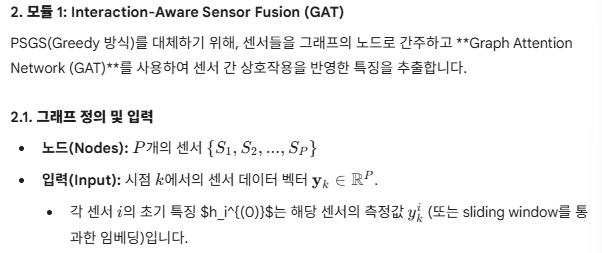 2. 모듈 1: Interaction-Aware Sensor Fusion (GAT)
PSGS(Greedy 방식)를 대체하기 위해, 센서들을 그래프의 노드로 간주하고 **Graph Attention
Network (GAT)**를 사용하여 센서 간 상호작용을 반영한 특징을 추출합니다.
2.1. 그래프 정의 및 입력
• 노드(Nodes): P개의 센서 {S₁, S₂, ..., S_P}
• 입력(Input): 시점 k에서의 센서 데이터 벡터 y_k ∈ ℝ^P.
• 각 센서 i의 초기 특징 $h_i^{(0)}$는 해당 센서의 측정값 y_k^i (또는 sliding window를 통
과한 임베딩)입니다.